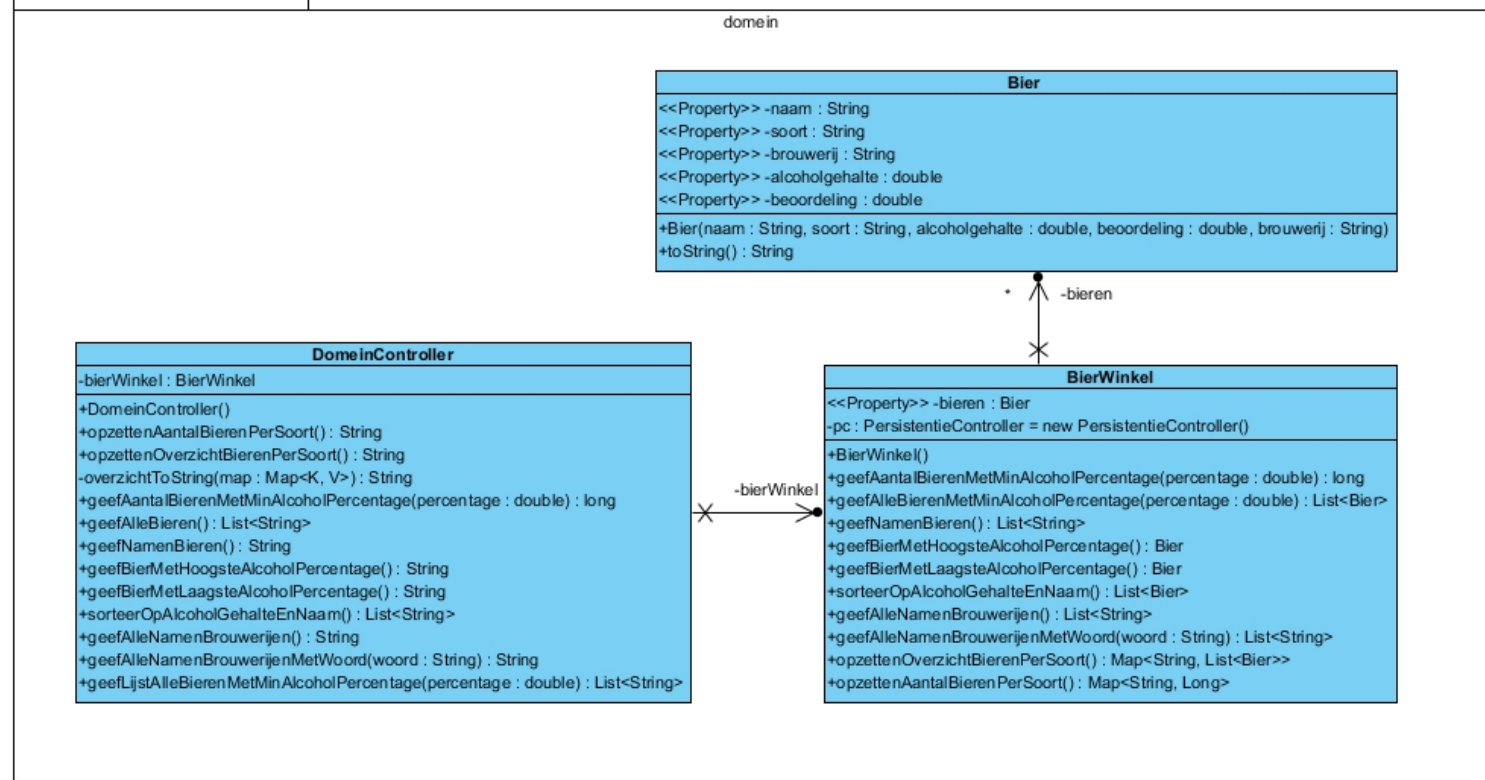 domein
Bier
<<Property>> -naam : String
<<Property>> -soort : String
<<Property>> -brouwerij : String
<<Property>> -alcoholgehalte : double
<<Property>> -beoordeling : double
+Bier(naam : String, soort : String, alcoholgehalte : double, beoordeling : double, brouwerij : String)
+toString() : String
* -bieren
DomeinController
-bierWinkel : BierWinkel
+DomeinController()
+opzettenAantalBierenPerSoort() : String
+opzettenOverzichtBierenPerSoort() : String
-overzichtToString(map : Map<K, V>) : String
+geefAantalBierenMetMinAlcoholPercentage(percentage : double) : long
+geefAlleBieren() : List<String>
+geefNamenBieren() : String
+geefBierMetHoogsteAlcoholPercentage() : String
+geefBierMetLaagsteAlcoholPercentage() : String
+sorteerOpAlcoholGehalteEnNaam() : List<String>
+geefAlleNamenBrouwerijen() : String
+geefAlleNamenBrouwerijenMetWoord(woord : String) : String
+geefLijstAlleBierenMetMinAlcoholPercentage(percentage : double) : List<String>
-bierWinkel
BierWinkel
<<Property>> -bieren : Bier
-pc : PersistentieController = new PersistentieController()
+BierWinkel()
+geefAantalBierenMetMinAlcoholPercentage(percentage : double) : long
+geefAlleBierenMetMinAlcoholPercentage(percentage : double) : List<Bier>
+geefNamenBieren() : List<String>
+geefBierMetHoogsteAlcoholPercentage() : Bier
+geefBierMetLaagsteAlcoholPercentage() : Bier
+sorteerOpAlcoholGehalteEnNaam() : List<Bier>
+geefAlleNamenBrouwerijen() : List<String>
+geefAlleNamenBrouwerijenMetWoord(woord : String) : List<String>
+opzettenOverzichtBierenPerSoort() : Map<String, List<Bier>>
+opzettenAantalBierenPerSoort() : Map<String, Long>